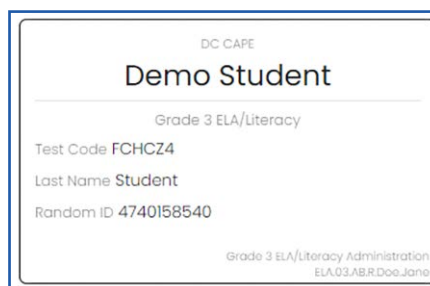 DC CAPE
Demo Student
Grade 3 ELA/Literacy
Test Code FCHCZ4
Last Name Student
Random ID 4740158540
Grade 3 ELA/Literacy Administration
ELA.03.AB.R.Doe.Jane